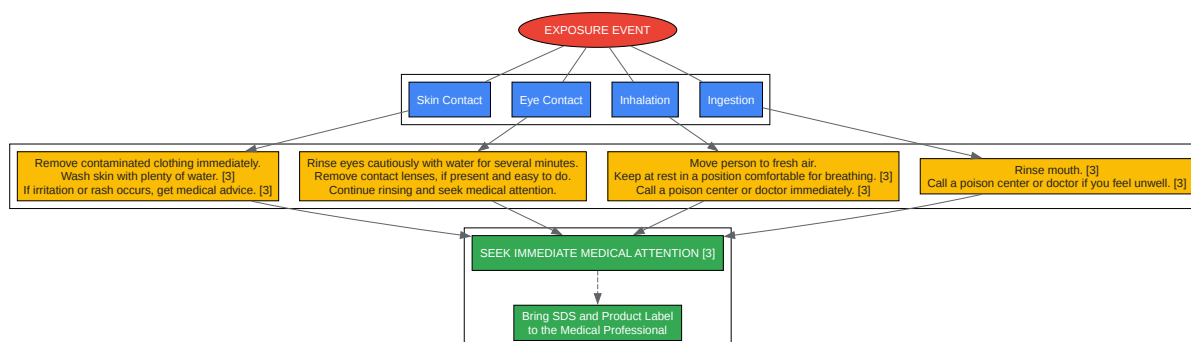 EXPOSURE EVENT
Skin Contact
Eye Contact
Inhalation
Ingestion
Remove contaminated clothing immediately.
Wash skin with plenty of water. [3]
If irritation or rash occurs, get medical advice. [3]
Rinse eyes cautiously with water for several minutes.
Remove contact lenses, if present and easy to do.
Continue rinsing and seek medical attention.
Move person to fresh air.
Keep at rest in a position comfortable for breathing. [3]
Call a poison center or doctor immediately. [3]
Rinse mouth. [3]
Call a poison center or doctor if you feel unwell. [3]
SEEK IMMEDIATE MEDICAL ATTENTION [3]
Bring SDS and Product Label
to the Medical Professional